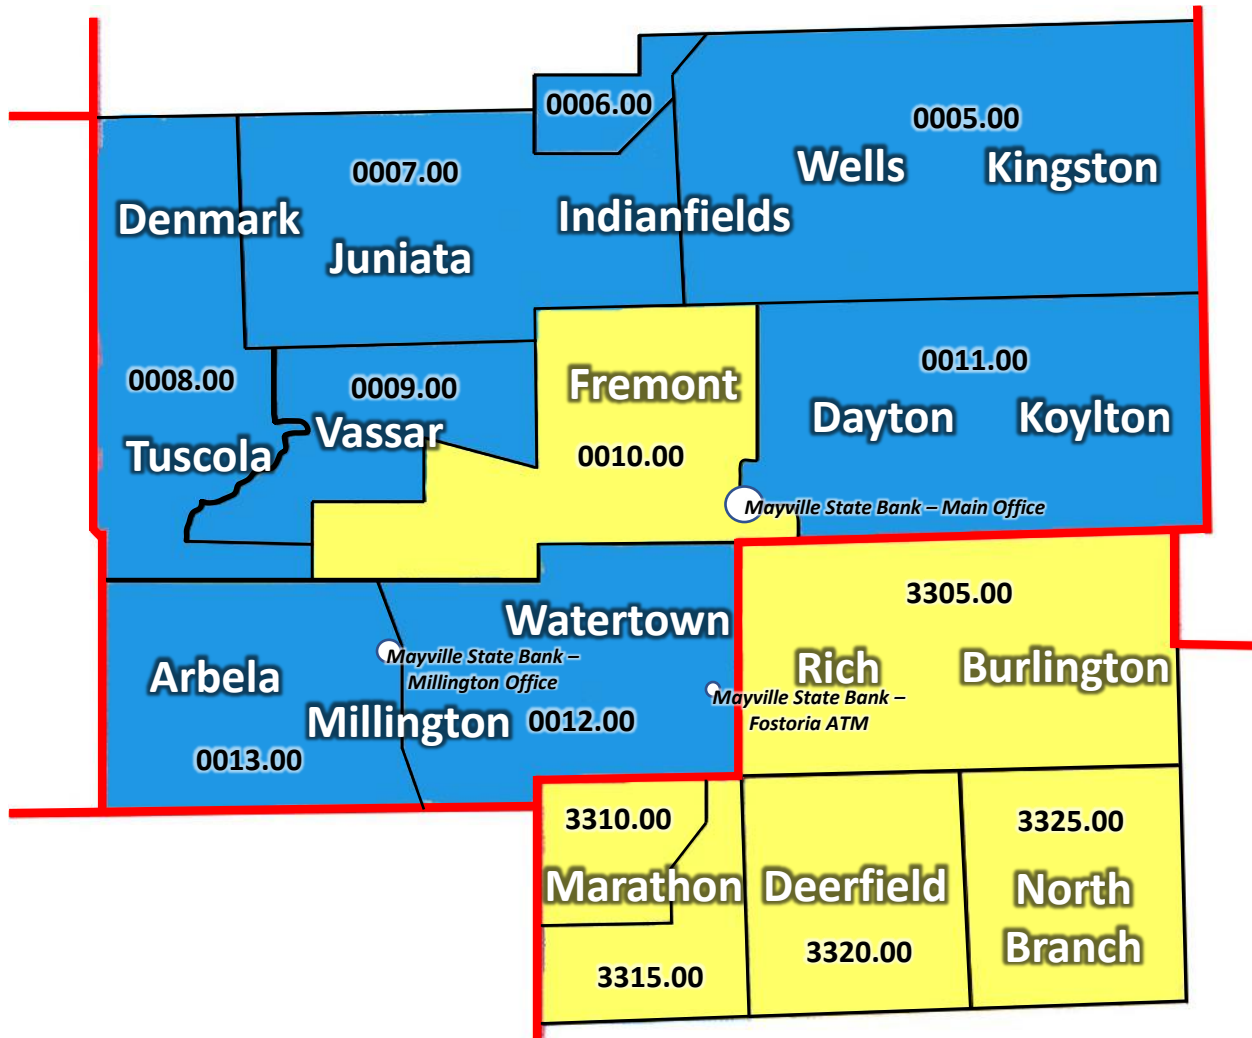 0006.00
0005.00
Wells
Kingston
0007.00
Denmark
Indianfields
Juniata
0008.00
0009.00
Fremont
0011.00
Vassar
Dayton
Koylton
Tuscola
0010.00
Mayville State Bank – Main Office
3305.00
Watertown
Mayville State Bank –
Millington Office
Arbela
Rich
Burlington
Mayville State Bank –
Fostoria ATM
Millington
0012.00
0013.00
3310.00
3325.00
Marathon
Deerfield
North
Branch
3320.00
3315.00